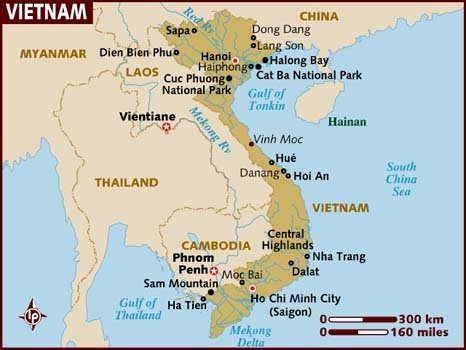 VIETNAM
CHINA
MYANMAR
Red Rv
Sapa
Dong Dang
Lang Son
Dien Bien Phu
Hanoi
Halong Bay
Haiphong
Cat Ba National Park
LAOS
Cuc Phuong
National Park
Gulf of
Tonkin
Hainan
Vientiane
Mekong Rv
Vinh Moc
Hué
Danang
Hoi An
South
China
Sea
THAILAND
VIETNAM
CAMBODIA
Central
Highlands
Nha Trang
Dalat
Phnom
Penh
Moc Bai
Sam Mountain
Ha Tien
Ho Chi Minh City
(Saigon)
Gulf of
Thailand
Mekong
Delta
lp
0
300 km
0
160 miles